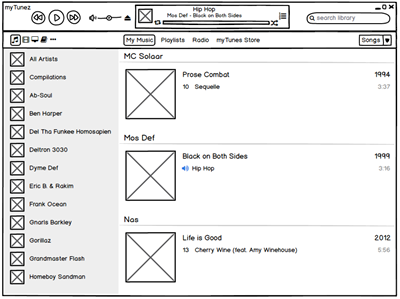 myTunez
Hip Hop
Mos Def - Black on Both Sides
search library
My Music Playlists Radio myTunes Store
Songs
All Artists
Compilations
Ab-Soul
Ben Harper
Del Tha Funkee Homosapien
Deltron 3030
Dyme Def
Eric B. & Rakim
Frank Ocean
Gnarls Barkley
Gorillaz
Grandmaster Flash
Homeboy Sandman
MC Solaar
Prose Combat 1994
10 Sequelle 3:37
Mos Def
Black on Both Sides 1999
Hip Hop 3:16
Nas
Life is Good 2012
13 Cherry Wine (feat. Amy Winehouse) 5:56